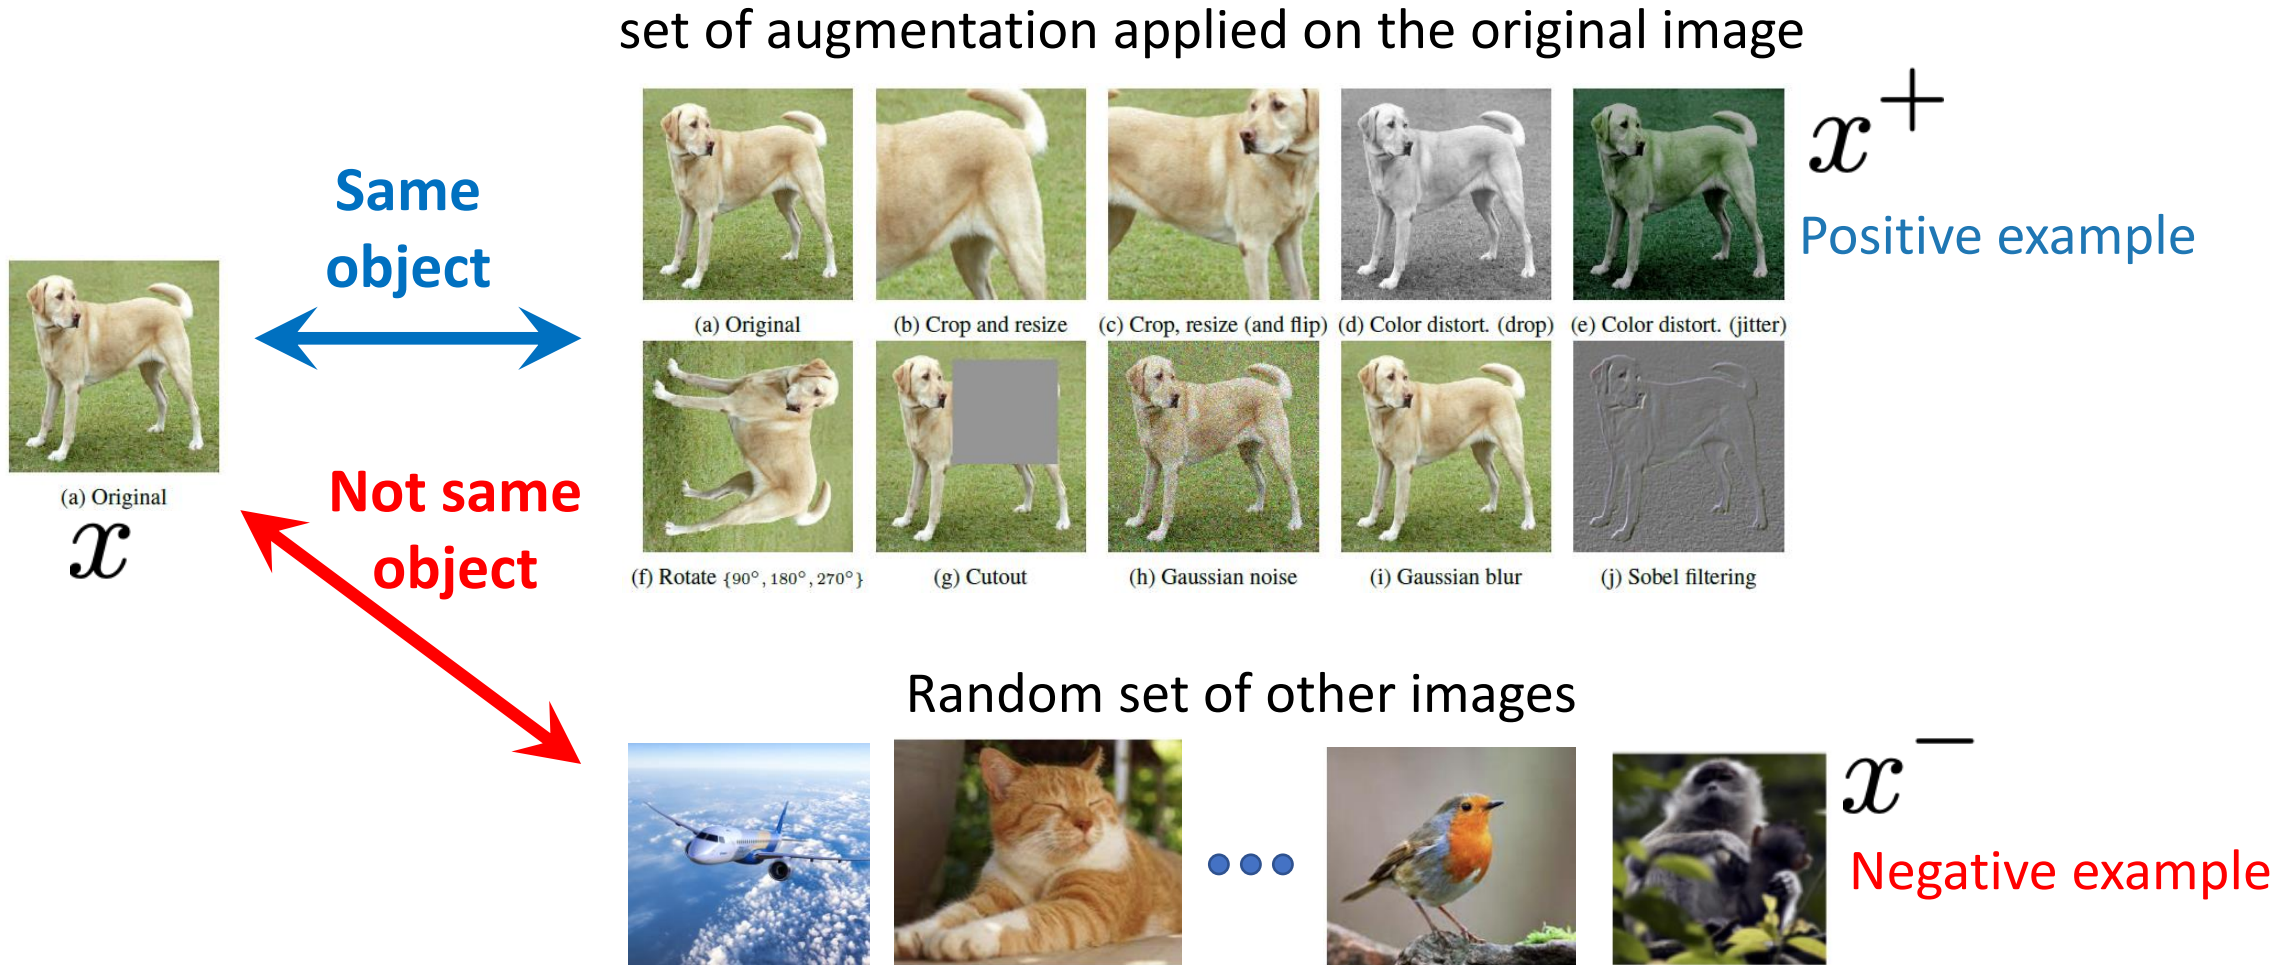 set of augmentation applied on the original image
x⁺
Positive example
Same
object
(a) Original
(b) Crop and resize
(c) Crop, resize (and flip)
(d) Color distort. (drop)
(e) Color distort. (jitter)
(f) Rotate {90°, 180°, 270°}
(g) Cutout
(h) Gaussian noise
(i) Gaussian blur
(j) Sobel filtering
(a) Original
x
Not same
object
Random set of other images
x⁻
Negative example